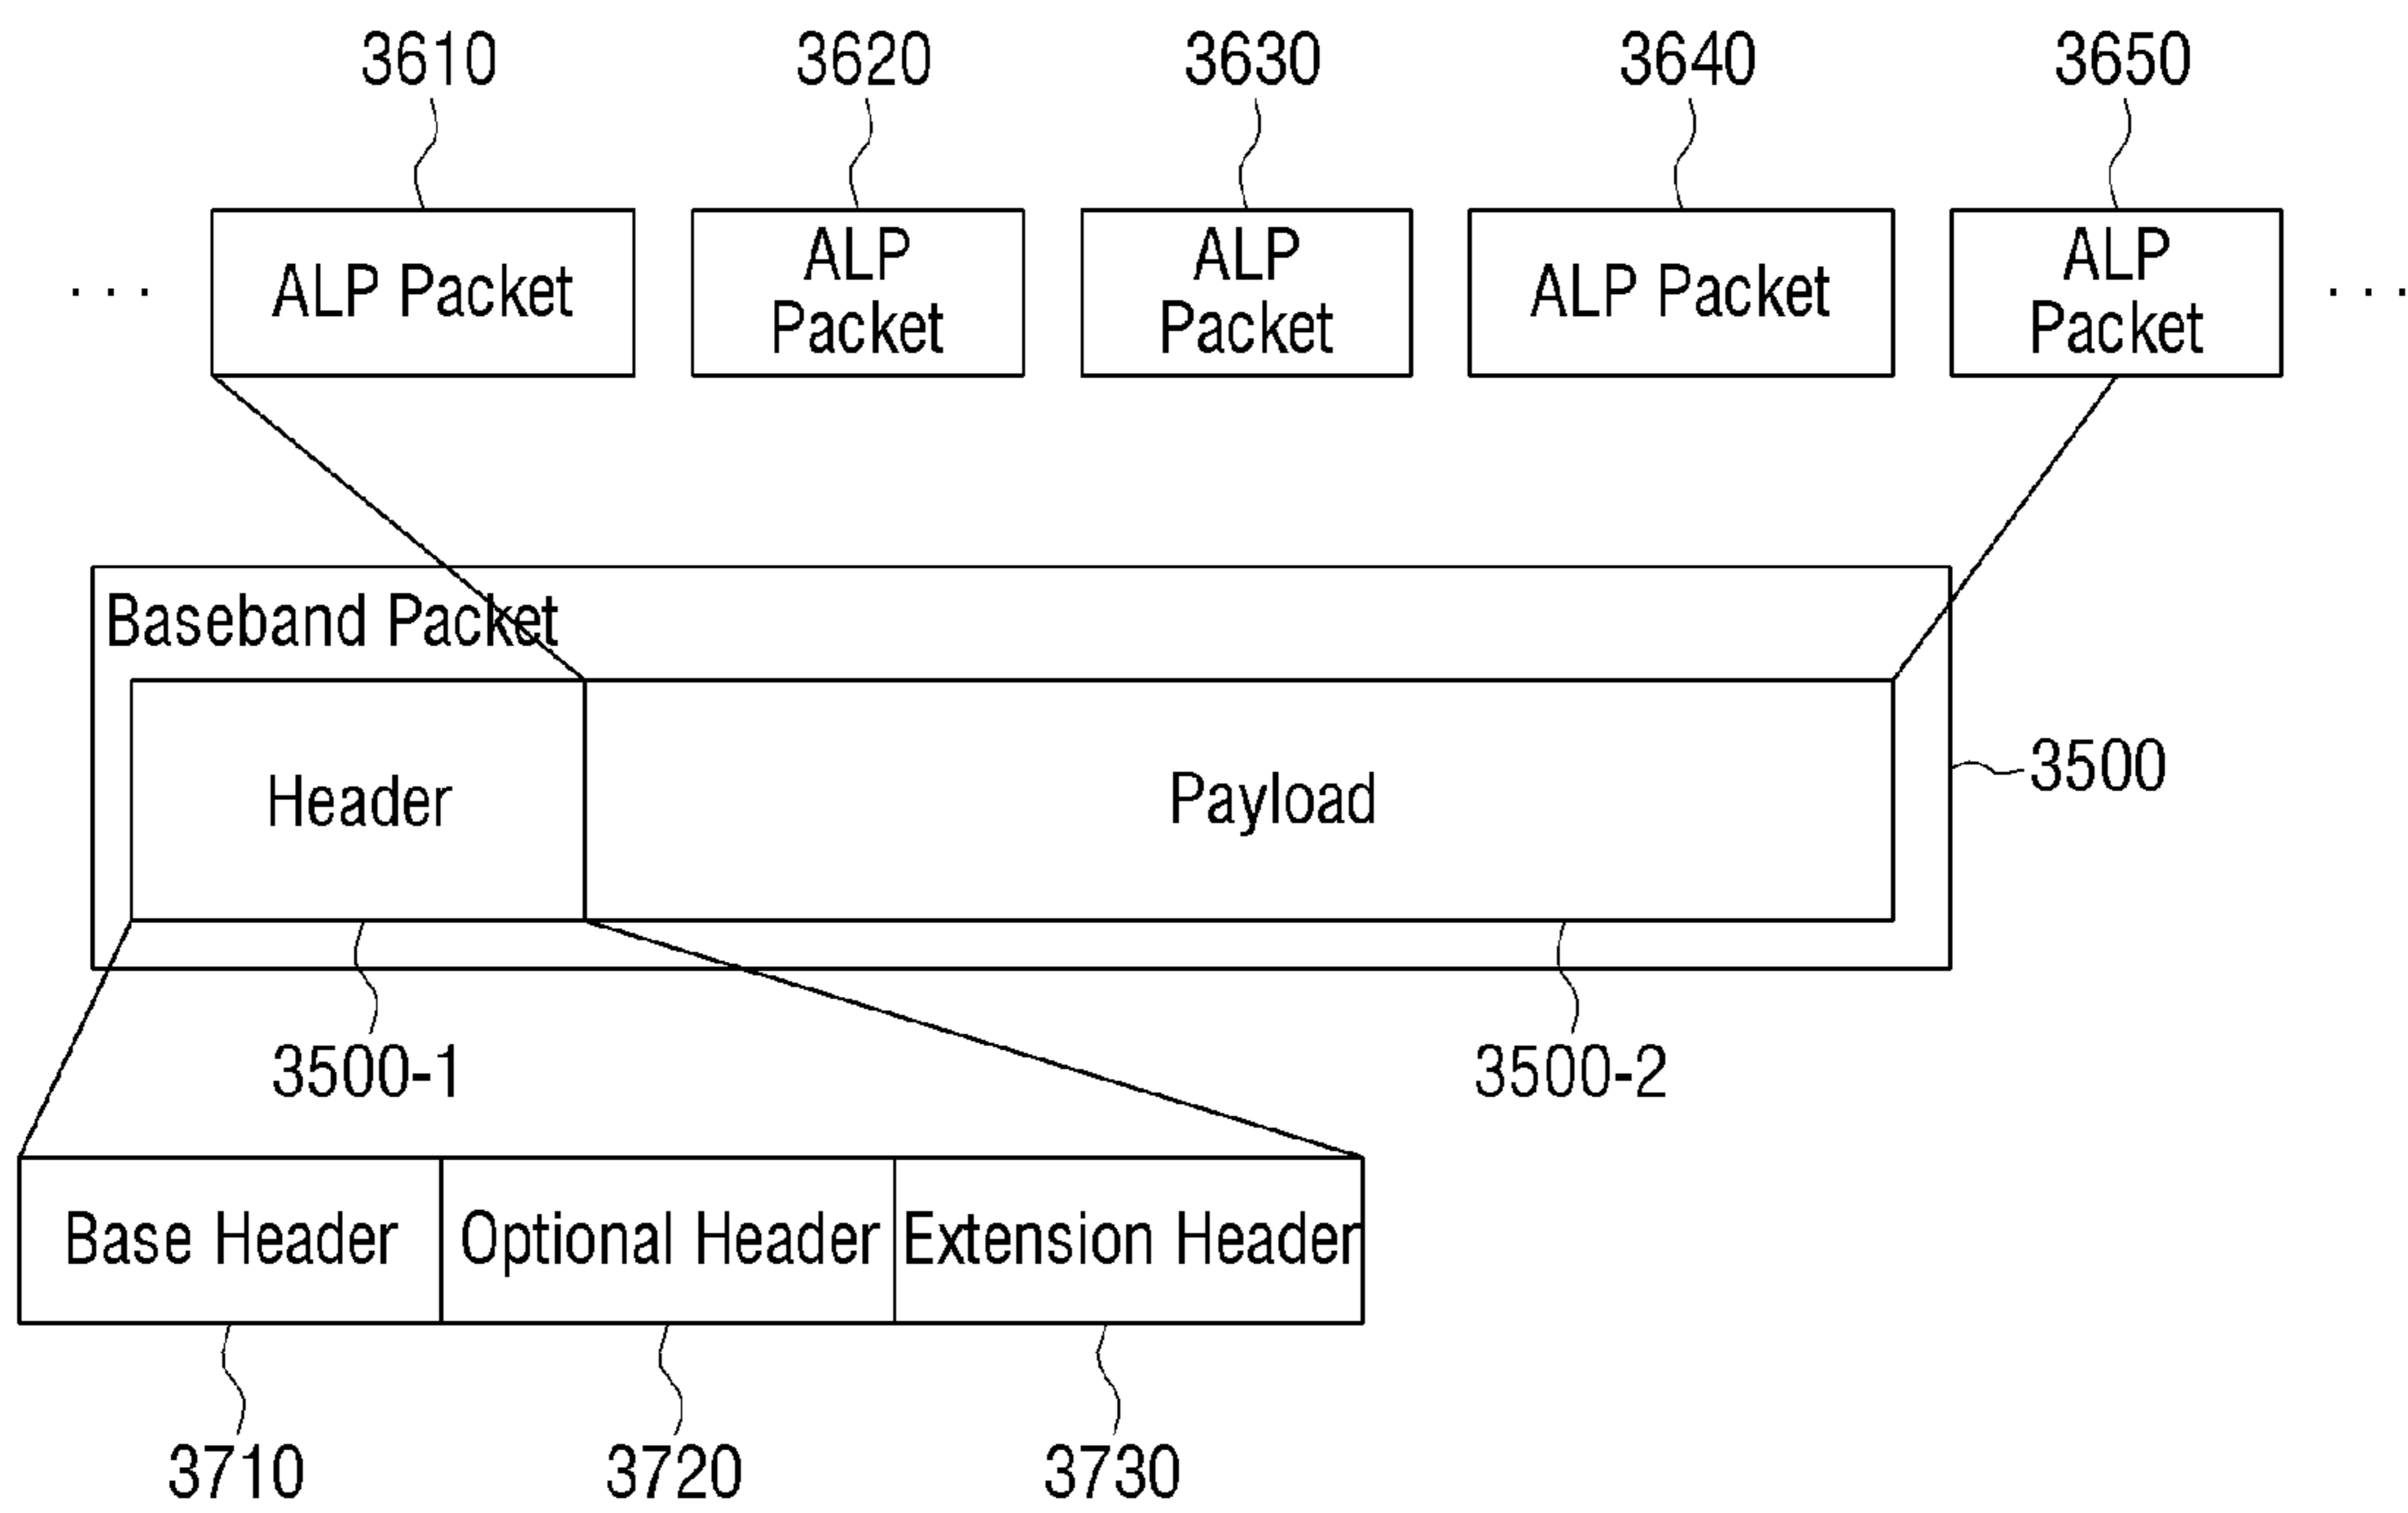 3610
3620
3630
3640
3650
. . .
ALP Packet
ALP
Packet
ALP
Packet
ALP Packet
ALP
Packet
. . .
Baseband Packet
Header
Payload
3500
3500-1
3500-2
Base Header
Optional Header
Extension Header
3710
3720
3730